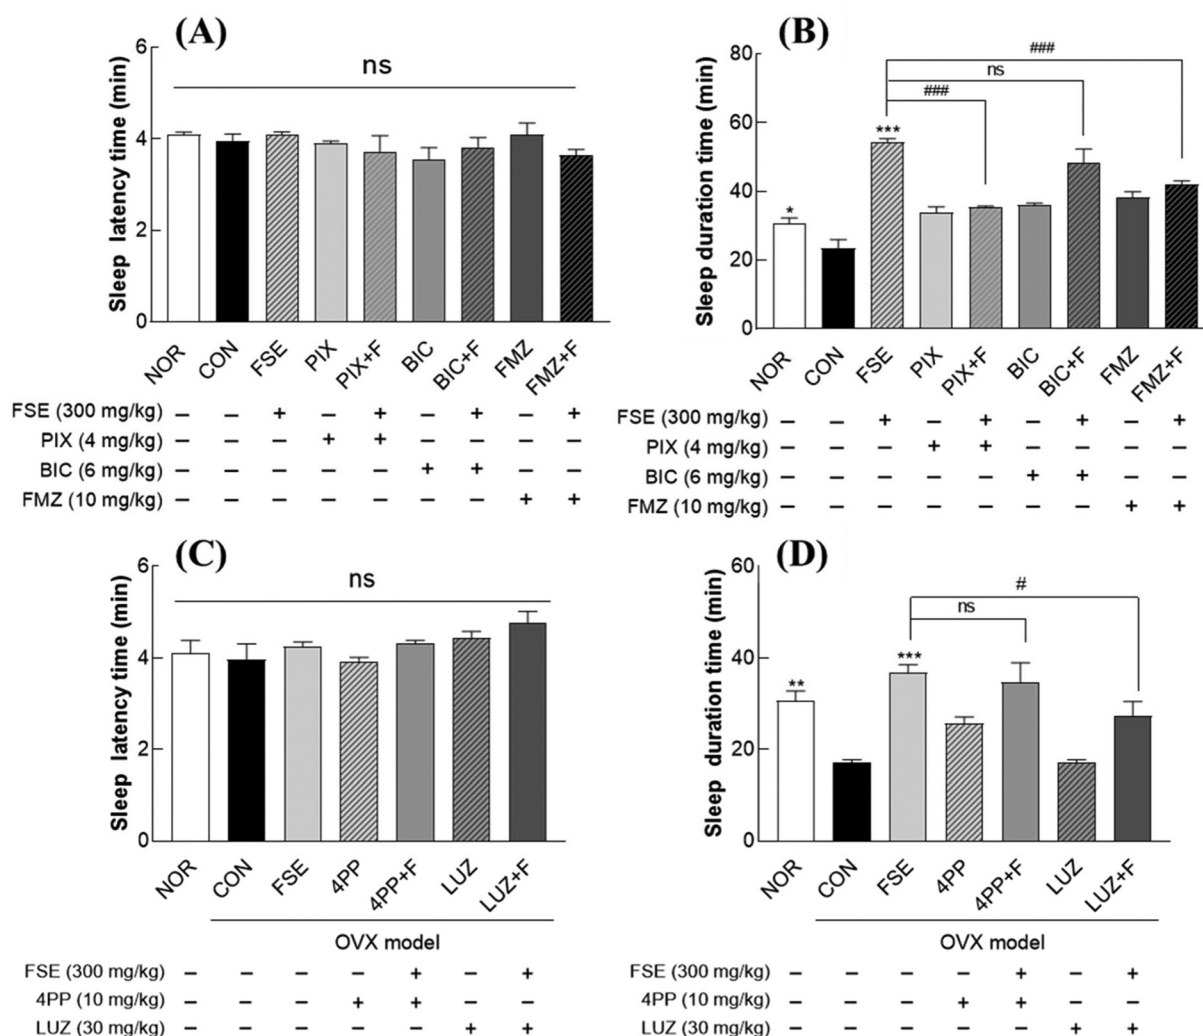 (A)
Sleep latency time (min)
6
4
2
0
ns
NOR CON FSE PIX PIX+F BIC BIC+F FMZ FMZ+F
FSE (300 mg/kg) – – + – + – + – +
PIX (4 mg/kg) – – – + + – – – –
BIC (6 mg/kg) – – – – – + + – –
FMZ (10 mg/kg) – – – – – – – + +
(B)
Sleep duration time (min)
80
60
40
20
0
###
ns
###
***
*
NOR CON FSE PIX PIX+F BIC BIC+F FMZ FMZ+F
FSE (300 mg/kg) – – + – + – + – +
PIX (4 mg/kg) – – – + + – – – –
BIC (6 mg/kg) – – – – – + + – –
FMZ (10 mg/kg) – – – – – – – + +
(C)
Sleep latency time (min)
6
4
2
0
ns
NOR CON FSE 4PP 4PP+F LUZ LUZ+F
OVX model
FSE (300 mg/kg) – – – – + – +
4PP (10 mg/kg) – – – + + – –
LUZ (30 mg/kg) – – – – – + +
(D)
Sleep duration time (min)
60
40
20
0
#
ns
***
**
NOR CON FSE 4PP 4PP+F LUZ LUZ+F
OVX model
FSE (300 mg/kg) – – – – + – +
4PP (10 mg/kg) – – – + + – –
LUZ (30 mg/kg) – – – – – + +